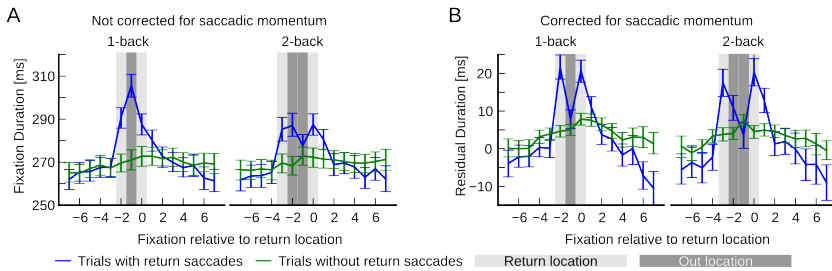 A
Not corrected for saccadic momentum
1-back
2-back
Fixation Duration [ms]
310
290
270
250
−6 −4 −2 0 2 4 6
−6 −4 −2 0 2 4 6
Fixation relative to return location
B
Corrected for saccadic momentum
1-back
2-back
Residual Duration [ms]
20
10
0
−10
−6 −4 −2 0 2 4 6
−6 −4 −2 0 2 4 6
Fixation relative to return location
Trials with return saccades
Trials without return saccades
Return location
Out location